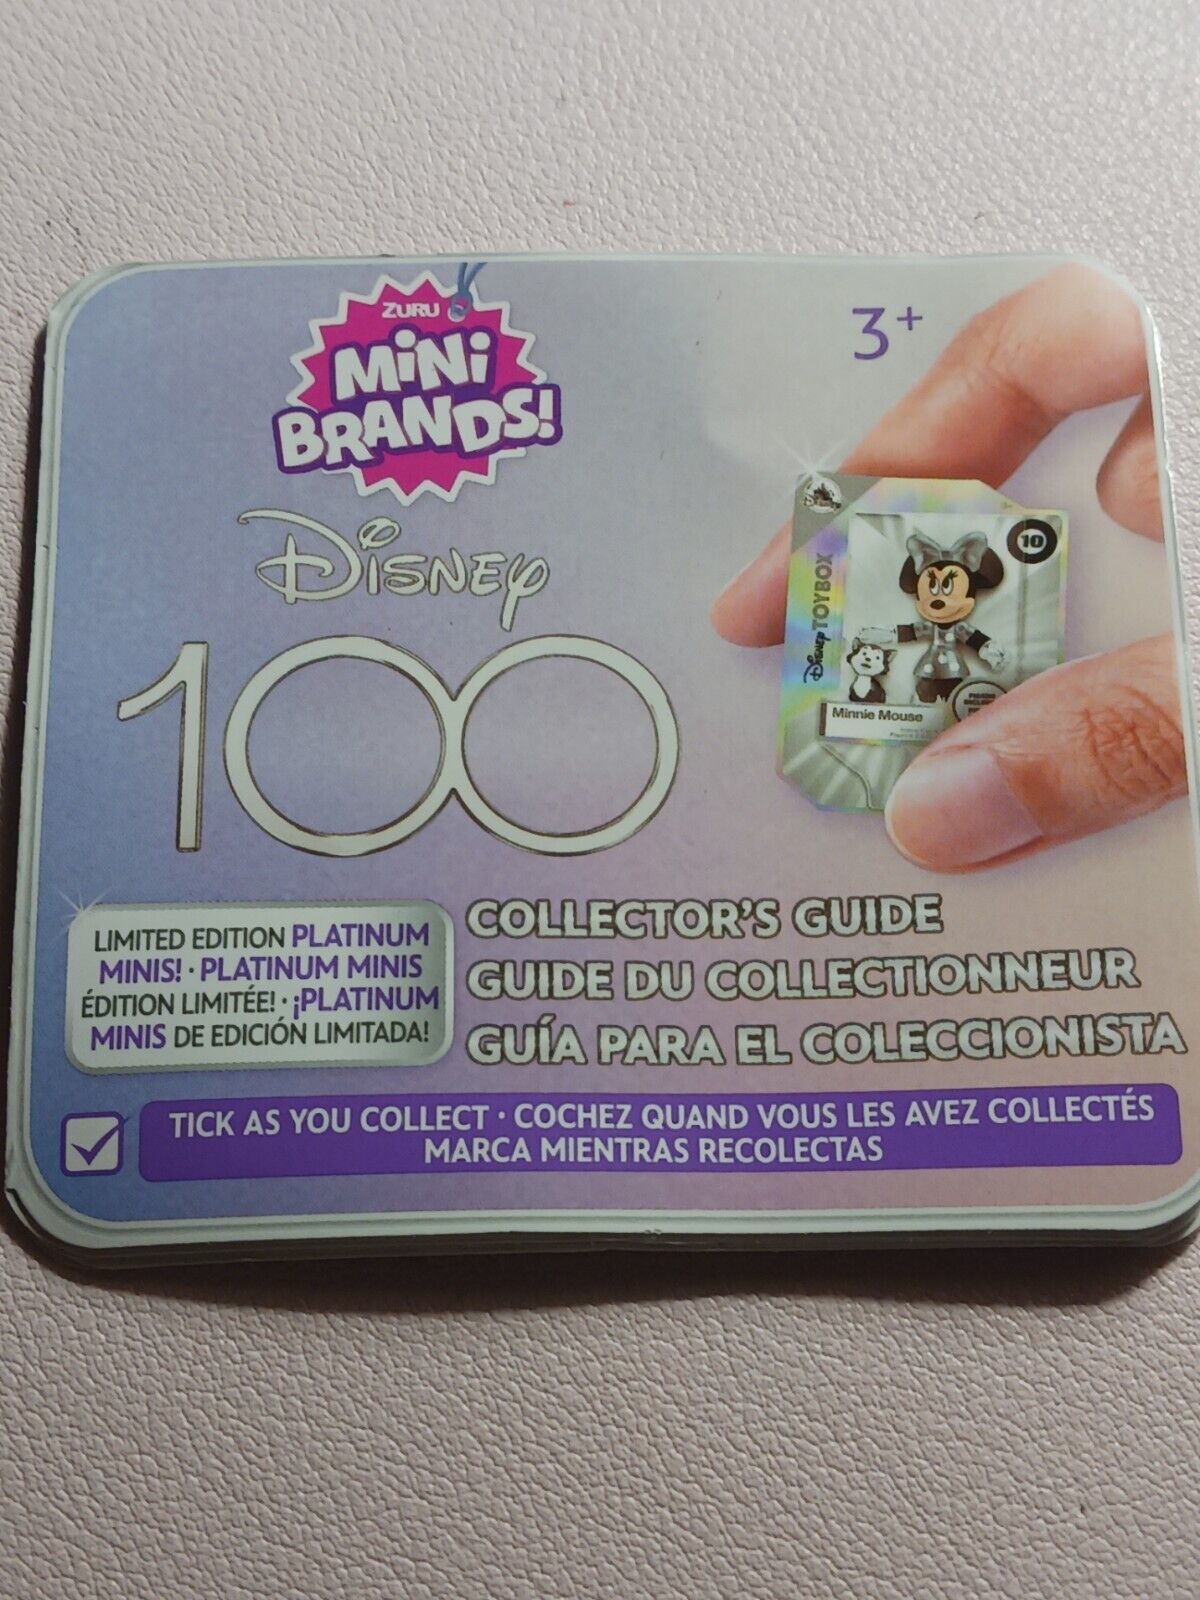 ZURU
MiNi
BRANDS!
3+
Disney
100
Disney TOYBOX
10
Minnie Mouse
LIMITED EDITION PLATINUM
MINIS! · PLATINUM MINIS
ÉDITION LIMITÉE! · ¡PLATINUM
MINIS DE EDICIÓN LIMITADA!
COLLECTOR'S GUIDE
GUIDE DU COLLECTIONNEUR
GUÍA PARA EL COLECCIONISTA
TICK AS YOU COLLECT · COCHEZ QUAND VOUS LES AVEZ COLLECTÉS
MARCA MIENTRAS RECOLECTAS